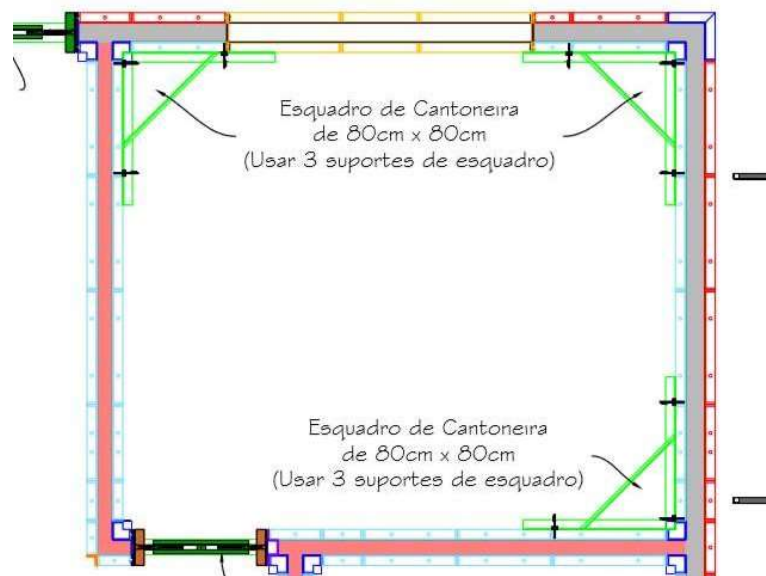 Esquadro de Cantoneira
de 80cm x 80cm
(Usar 3 suportes de esquadro)
Esquadro de Cantoneira
de 80cm x 80cm
(Usar 3 suportes de esquadro)